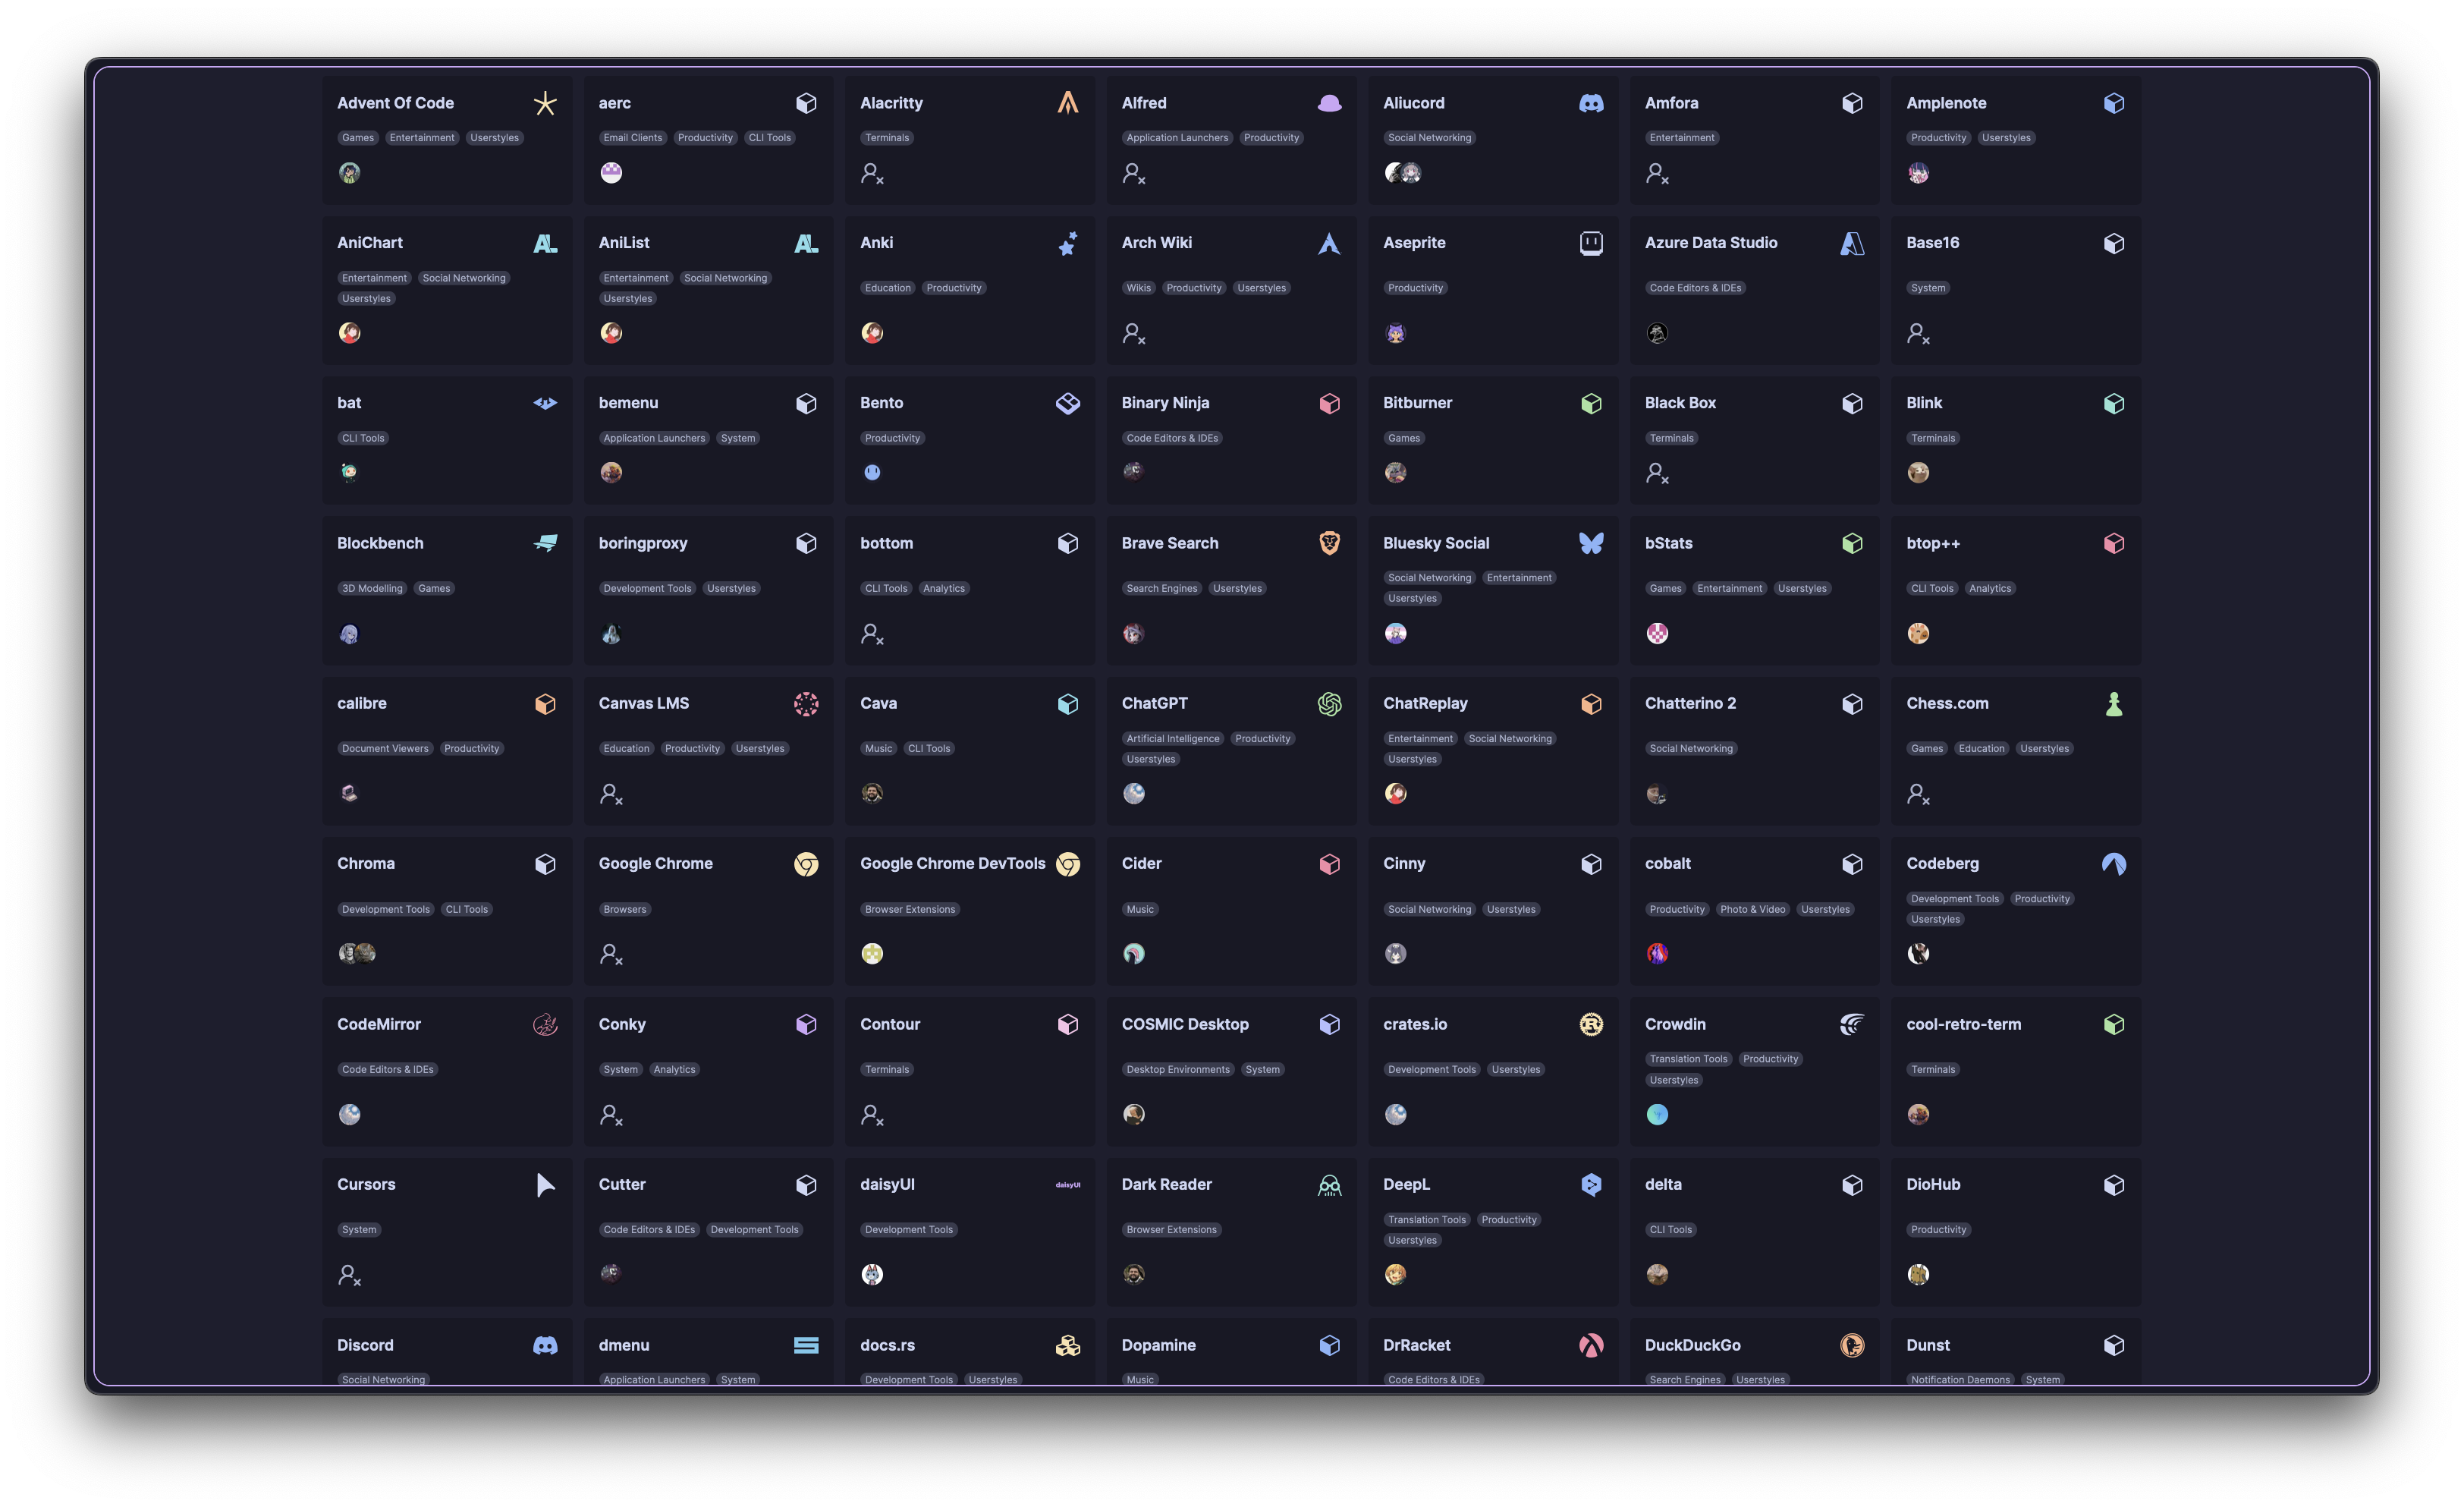 Advent Of Code
Games Entertainment Userstyles
aerc
Email Clients Productivity CLI Tools
Alacritty
Terminals
Alfred
Application Launchers Productivity
Aliucord
Social Networking
Amfora
Entertainment
Amplenote
Productivity Userstyles
AniChart
Entertainment Social Networking
Userstyles
AniList
Entertainment Social Networking
Userstyles
Anki
Education Productivity
Arch Wiki
Wikis Productivity Userstyles
Aseprite
Productivity
Azure Data Studio
Code Editors & IDEs
Base16
System
bat
CLI Tools
bemenu
Application Launchers System
Bento
Productivity
Binary Ninja
Code Editors & IDEs
Bitburner
Games
Black Box
Terminals
Blink
Terminals
Blockbench
3D Modelling Games
boringproxy
Development Tools Userstyles
bottom
CLI Tools Analytics
Brave Search
Search Engines Userstyles
Bluesky Social
Social Networking Entertainment
Userstyles
bStats
Games Entertainment Userstyles
btop++
CLI Tools Analytics
calibre
Document Viewers Productivity
Canvas LMS
Education Productivity Userstyles
Cava
Music CLI Tools
ChatGPT
Artificial Intelligence Productivity
Userstyles
ChatReplay
Entertainment Social Networking
Userstyles
Chatterino 2
Social Networking
Chess.com
Games Education Userstyles
Chroma
Development Tools CLI Tools
Google Chrome
Browsers
Google Chrome DevTools
Browser Extensions
Cider
Music
Cinny
Social Networking Userstyles
cobalt
Productivity Photo & Video Userstyles
Codeberg
Development Tools Productivity
Userstyles
CodeMirror
Code Editors & IDEs
Conky
System Analytics
Contour
Terminals
COSMIC Desktop
Desktop Environments System
crates.io
Development Tools Userstyles
Crowdin
Translation Tools Productivity
Userstyles
cool-retro-term
Terminals
Cursors
System
Cutter
Code Editors & IDEs Development Tools
daisyUI
daisyUI
Development Tools
Dark Reader
Browser Extensions
DeepL
Translation Tools Productivity
Userstyles
delta
CLI Tools
DioHub
Productivity
Discord
Social Networking
dmenu
Application Launchers System
docs.rs
Development Tools Userstyles
Dopamine
Music
DrRacket
Code Editors & IDEs
DuckDuckGo
Search Engines Userstyles
Dunst
Notification Daemons System